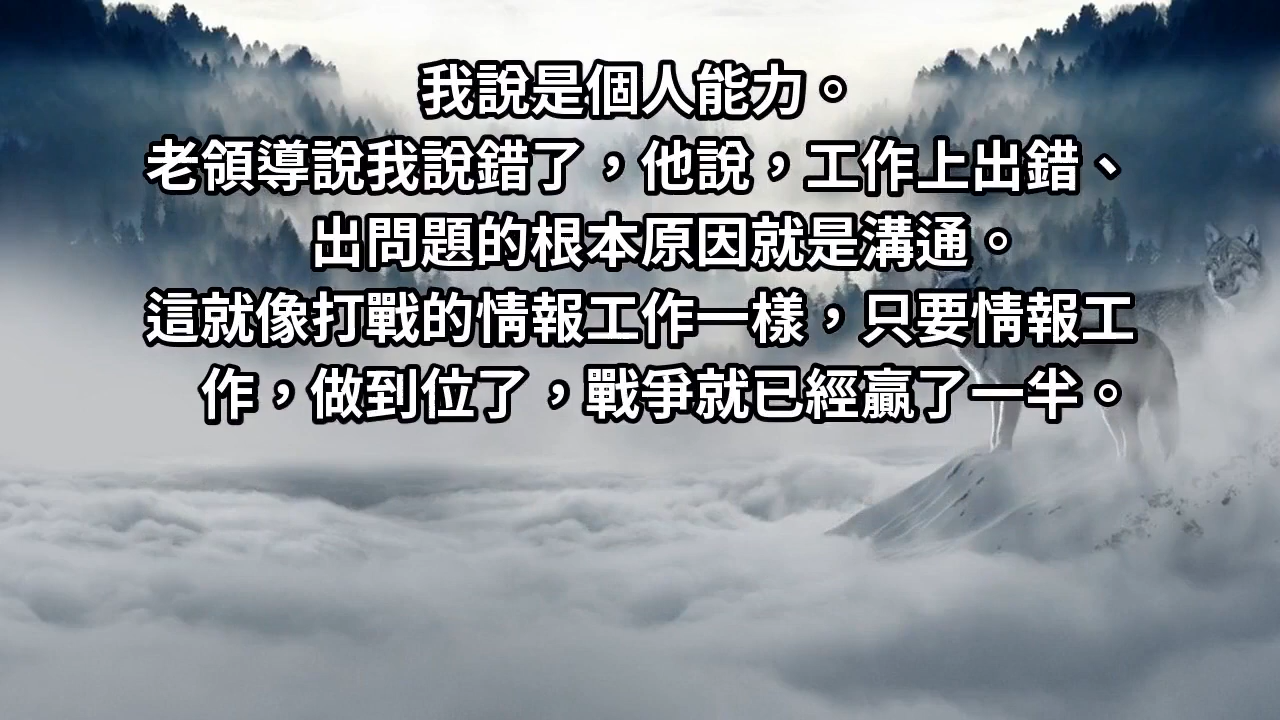 我說是個人能力。
老領導說我說錯了，他說，工作上出錯、
出問題的根本原因就是溝通。
這就像打戰的情報工作一樣，只要情報工
作，做到位了，戰爭就已經贏了一半。